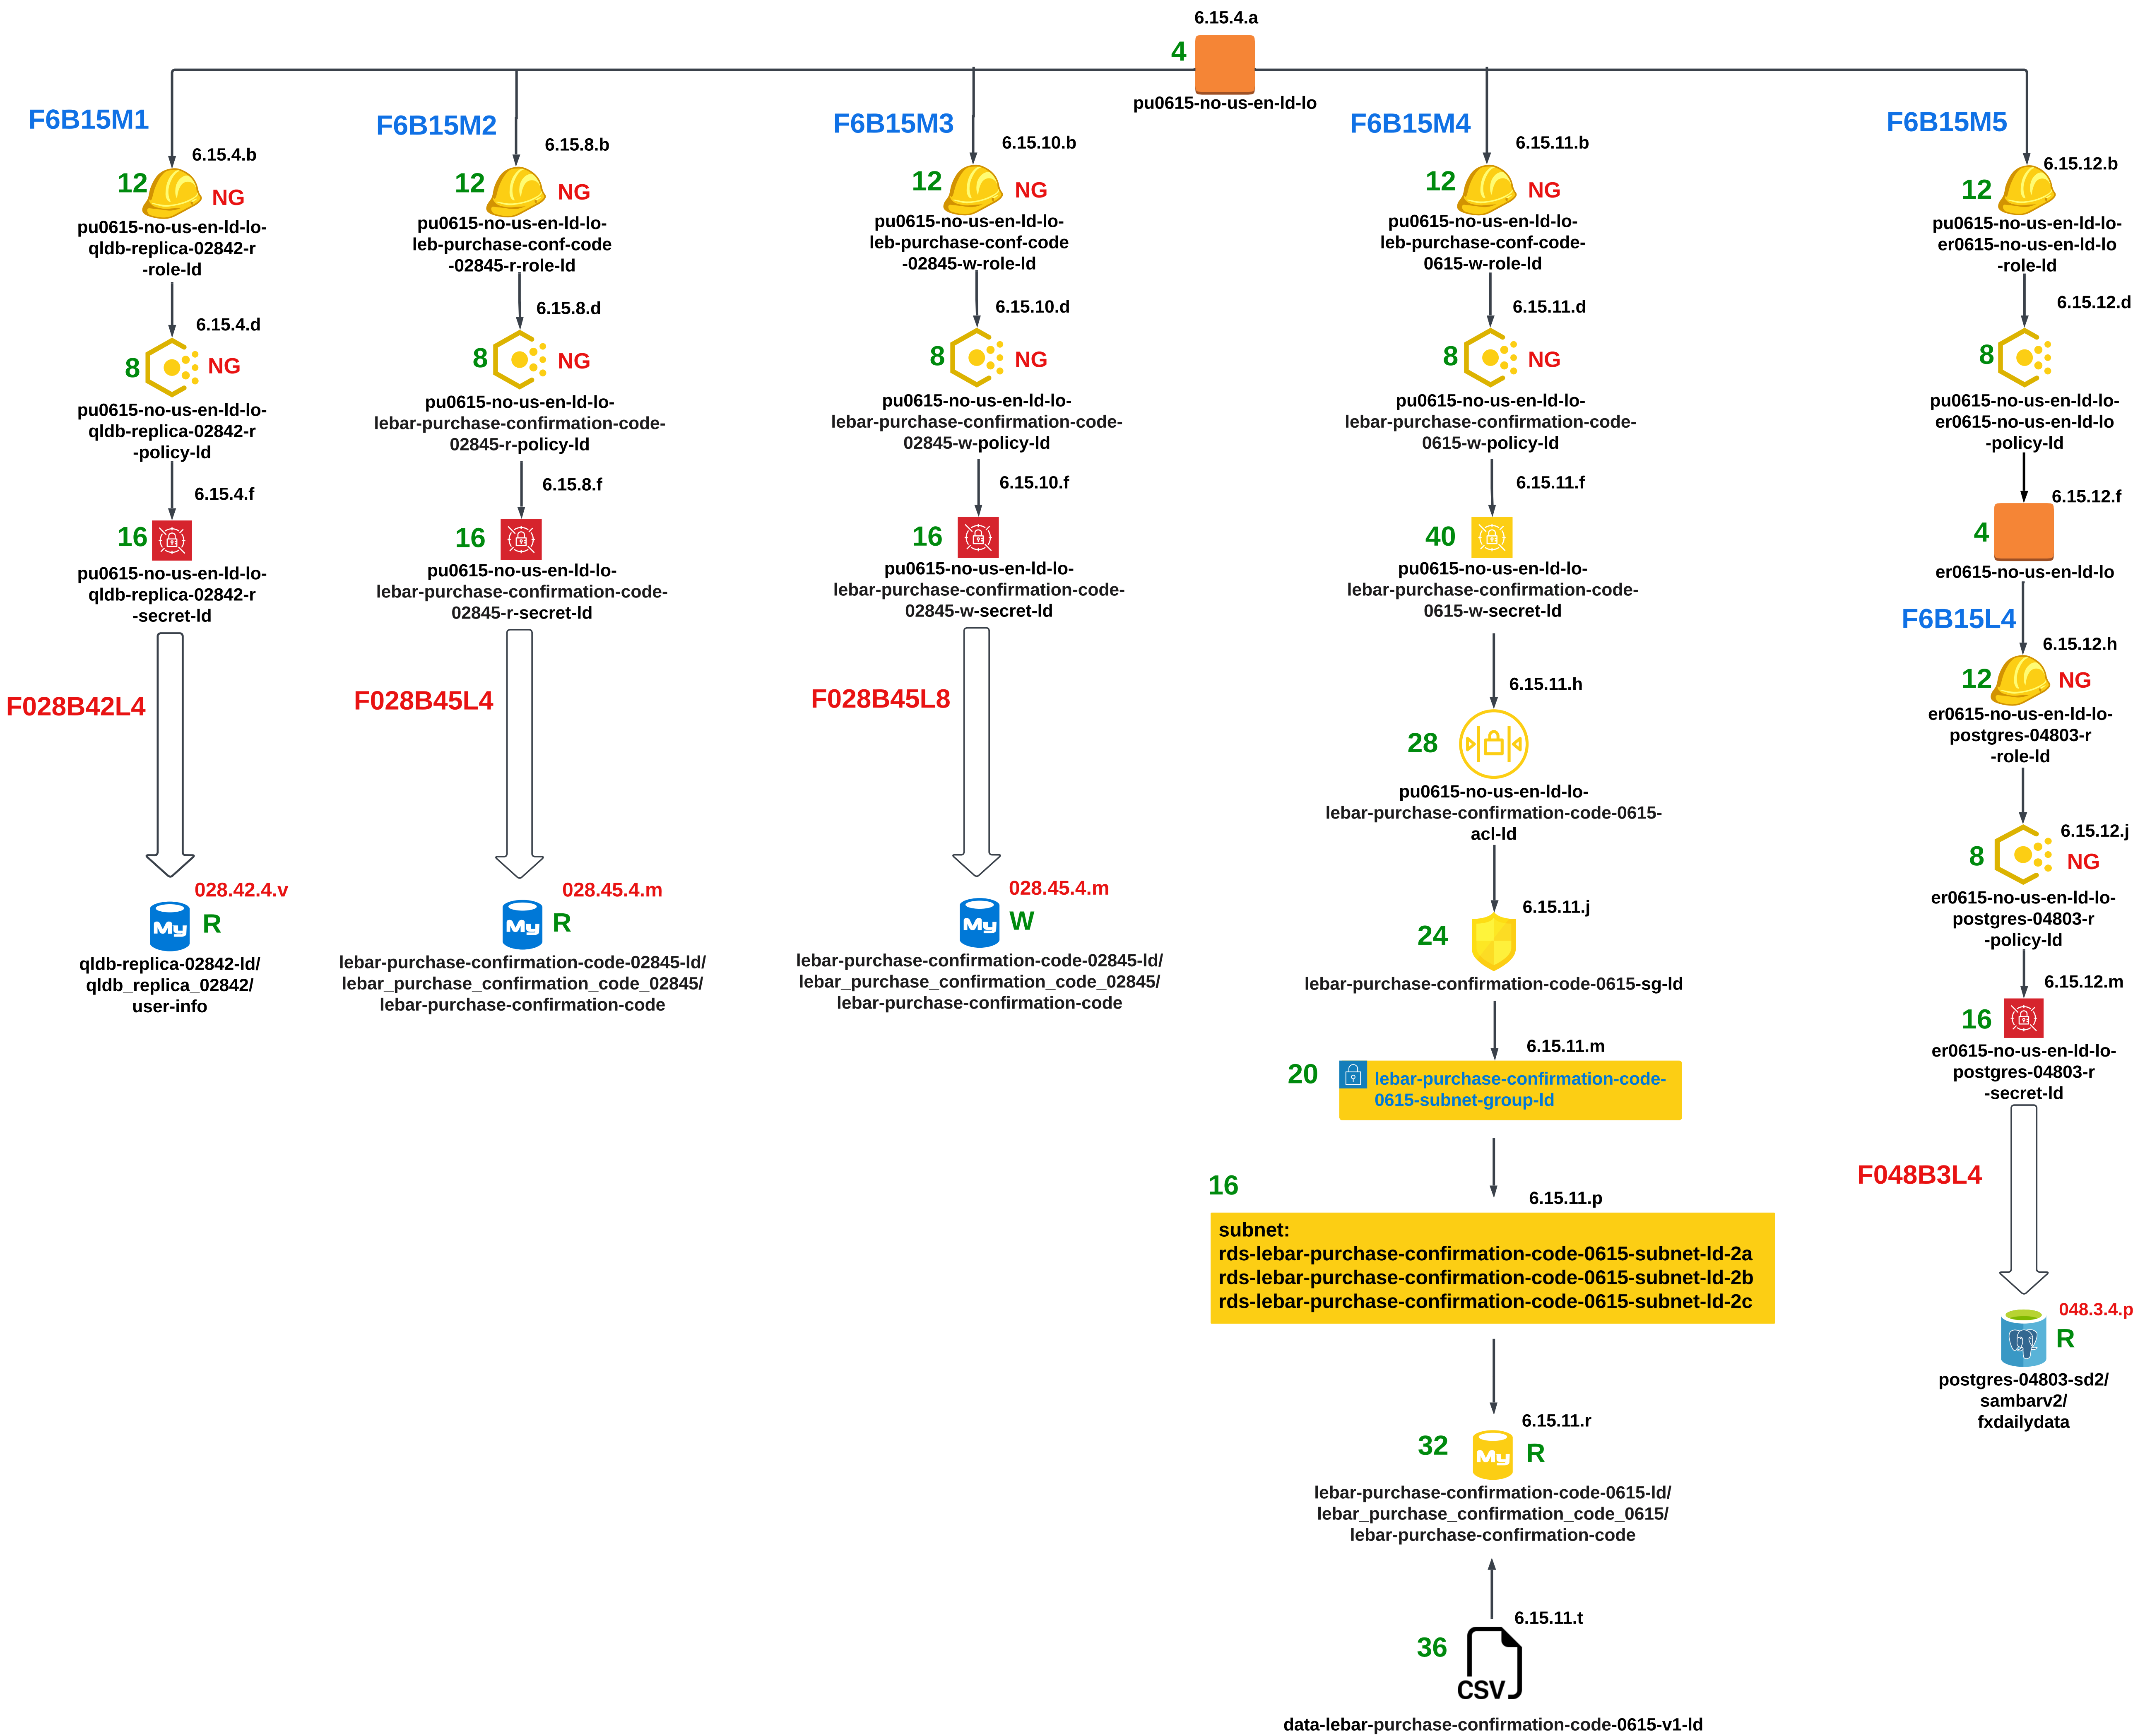 6.15.4.a
4
pu0615-no-us-en-ld-lo
F6B15M1
6.15.4.b
12
NG
pu0615-no-us-en-ld-lo-
qldb-replica-02842-r
-role-ld
6.15.4.d
8
NG
pu0615-no-us-en-ld-lo-
qldb-replica-02842-r
-policy-ld
6.15.4.f
16
pu0615-no-us-en-ld-lo-
qldb-replica-02842-r
-secret-ld
F028B42L4
028.42.4.v
My
R
qldb-replica-02842-ld/
qldb_replica_02842/
user-info
F6B15M2
6.15.8.b
12
NG
pu0615-no-us-en-ld-lo-
leb-purchase-conf-code
-02845-r-role-ld
6.15.8.d
8
NG
pu0615-no-us-en-ld-lo-
lebar-purchase-confirmation-code-
02845-r-policy-ld
6.15.8.f
16
pu0615-no-us-en-ld-lo-
lebar-purchase-confirmation-code-
02845-r-secret-ld
F028B45L4
028.45.4.m
My
R
lebar-purchase-confirmation-code-02845-ld/
lebar_purchase_confirmation_code_02845/
lebar-purchase-confirmation-code
F6B15M3
6.15.10.b
12
NG
pu0615-no-us-en-ld-lo-
leb-purchase-conf-code
-02845-w-role-ld
6.15.10.d
8
NG
pu0615-no-us-en-ld-lo-
lebar-purchase-confirmation-code-
02845-w-policy-ld
6.15.10.f
16
pu0615-no-us-en-ld-lo-
lebar-purchase-confirmation-code-
02845-w-secret-ld
F028B45L8
028.45.4.m
My
W
lebar-purchase-confirmation-code-02845-ld/
lebar_purchase_confirmation_code_02845/
lebar-purchase-confirmation-code
F6B15M4
6.15.11.b
12
NG
pu0615-no-us-en-ld-lo-
leb-purchase-conf-code-
0615-w-role-ld
6.15.11.d
8
NG
pu0615-no-us-en-ld-lo-
lebar-purchase-confirmation-code-
0615-w-policy-ld
6.15.11.f
40
pu0615-no-us-en-ld-lo-
lebar-purchase-confirmation-code-
0615-w-secret-ld
6.15.11.h
28
pu0615-no-us-en-ld-lo-
lebar-purchase-confirmation-code-0615-
acl-ld
6.15.11.j
24
lebar-purchase-confirmation-code-0615-sg-ld
6.15.11.m
20
lebar-purchase-confirmation-code-
0615-subnet-group-ld
16
6.15.11.p
subnet:
rds-lebar-purchase-confirmation-code-0615-subnet-ld-2a
rds-lebar-purchase-confirmation-code-0615-subnet-ld-2b
rds-lebar-purchase-confirmation-code-0615-subnet-ld-2c
6.15.11.r
32
My
R
lebar-purchase-confirmation-code-0615-ld/
lebar_purchase_confirmation_code_0615/
lebar-purchase-confirmation-code
6.15.11.t
36
CSV
data-lebar-purchase-confirmation-code-0615-v1-ld
F6B15M5
6.15.12.b
12
pu0615-no-us-en-ld-lo-
er0615-no-us-en-ld-lo
-role-ld
6.15.12.d
8
pu0615-no-us-en-ld-lo-
er0615-no-us-en-ld-lo
-policy-ld
6.15.12.f
4
er0615-no-us-en-ld-lo
F6B15L4
6.15.12.h
12
NG
er0615-no-us-en-ld-lo-
postgres-04803-r
-role-ld
6.15.12.j
8
NG
er0615-no-us-en-ld-lo-
postgres-04803-r
-policy-ld
6.15.12.m
16
er0615-no-us-en-ld-lo-
postgres-04803-r
-secret-ld
F048B3L4
048.3.4.p
R
postgres-04803-sd2/
sambarv2/
fxdailydata